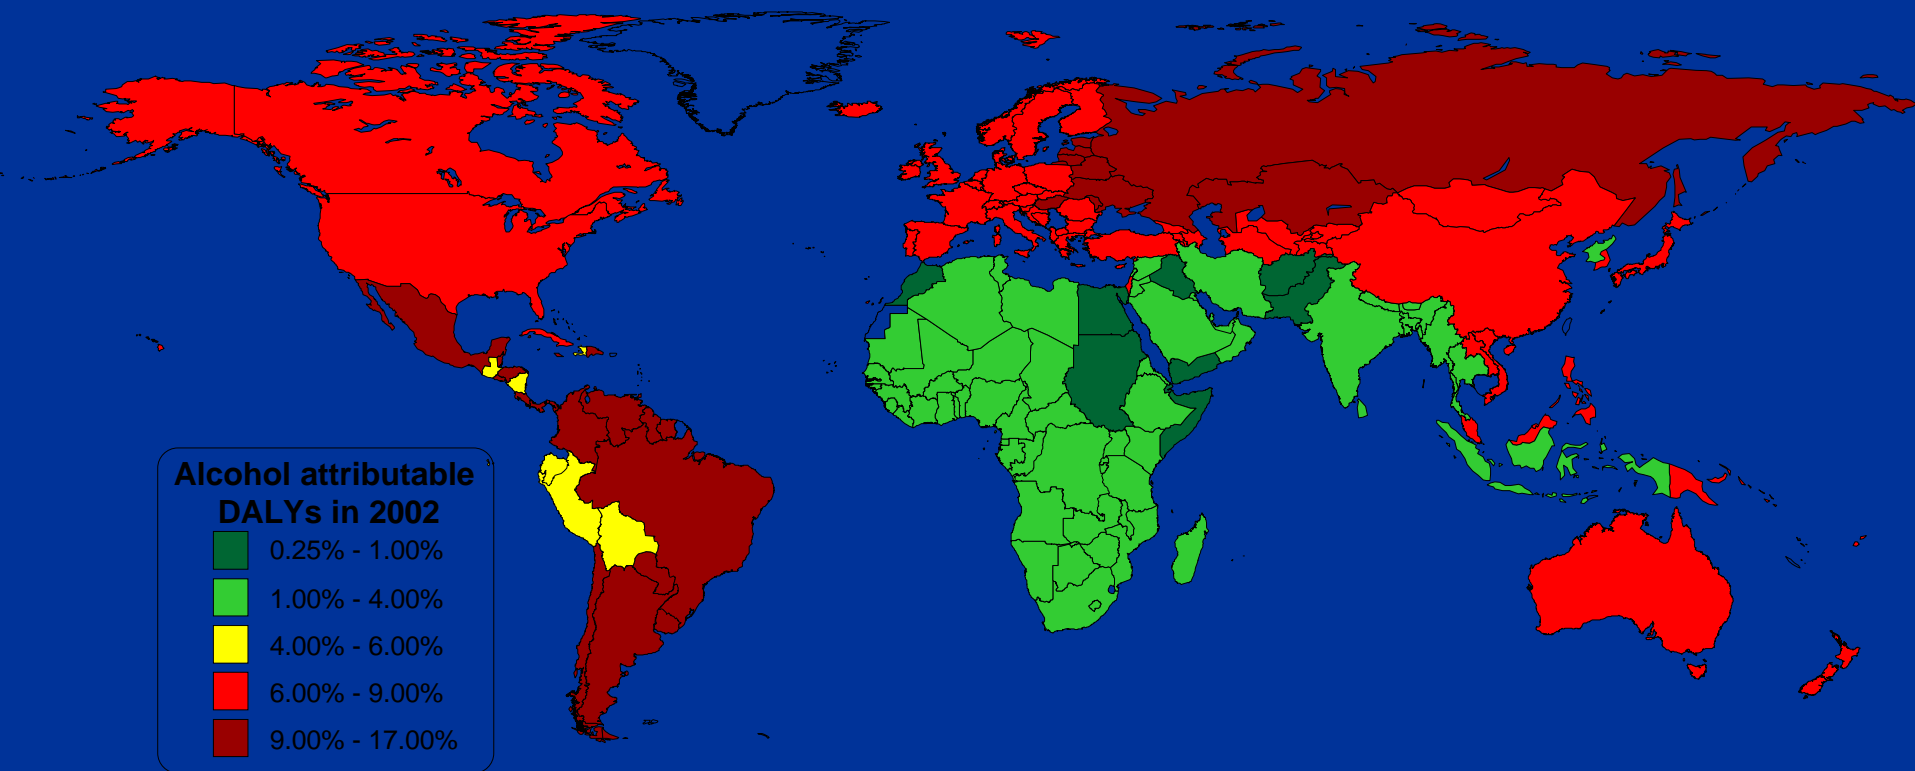 Alcohol attributable
DALYs in 2002
0.25% - 1.00%
1.00% - 4.00%
4.00% - 6.00%
6.00% - 9.00%
9.00% - 17.00%